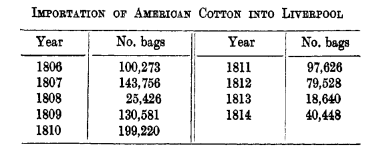 Importation of American Cotton into Liverpool
Year No. bags Year No. bags
1806 100,273 1811 97,626
1807 143,756 1812 79,528
1808 25,426 1813 18,640
1809 130,581 1814 40,448
1810 199,220